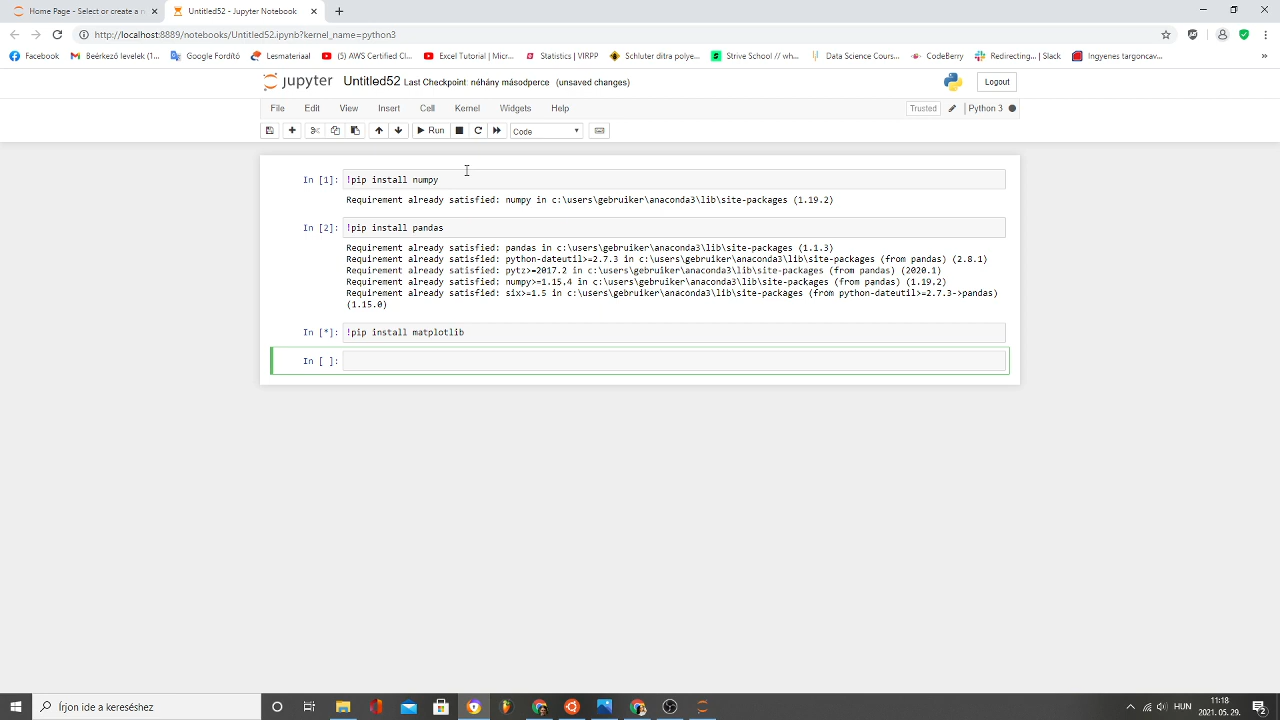 Home Page - Select or create a n
Untitled52 - Jupyter Notebook
http://localhost:8889/notebooks/Untitled52.ipynb?kernel_name=python3
Facebook
Beérkező levelek (1...
Google Fordító
Lesmateriaal
(5) AWS Certified Cl...
Excel Tutorial | Micr...
Statistics | VIRPP
Schluter ditra polye...
Strive School // wh...
Data Science Cours...
CodeBerry
Redirecting... | Slack
Ingyenes targoncav...
»
jupyter Untitled52 Last Checkpoint: néhány másodperce (unsaved changes)
Logout
File Edit View Insert Cell Kernel Widgets Help
Trusted
Python 3
Run
Code
In [1]: !pip install numpy
Requirement already satisfied: numpy in c:\users\gebruiker\anaconda3\lib\site-packages (1.19.2)
In [2]: !pip install pandas
Requirement already satisfied: pandas in c:\users\gebruiker\anaconda3\lib\site-packages (1.1.3)
Requirement already satisfied: python-dateutil>=2.7.3 in c:\users\gebruiker\anaconda3\lib\site-packages (from pandas) (2.8.1)
Requirement already satisfied: pytz>=2017.2 in c:\users\gebruiker\anaconda3\lib\site-packages (from pandas) (2020.1)
Requirement already satisfied: numpy>=1.15.4 in c:\users\gebruiker\anaconda3\lib\site-packages (from pandas) (1.19.2)
Requirement already satisfied: six>=1.5 in c:\users\gebruiker\anaconda3\lib\site-packages (from python-dateutil>=2.7.3->pandas)
(1.15.0)
In [*]: !pip install matplotlib
In [ ]:
Írjon ide a kereséshez
HUN
11:18
2021. 05. 29.
2